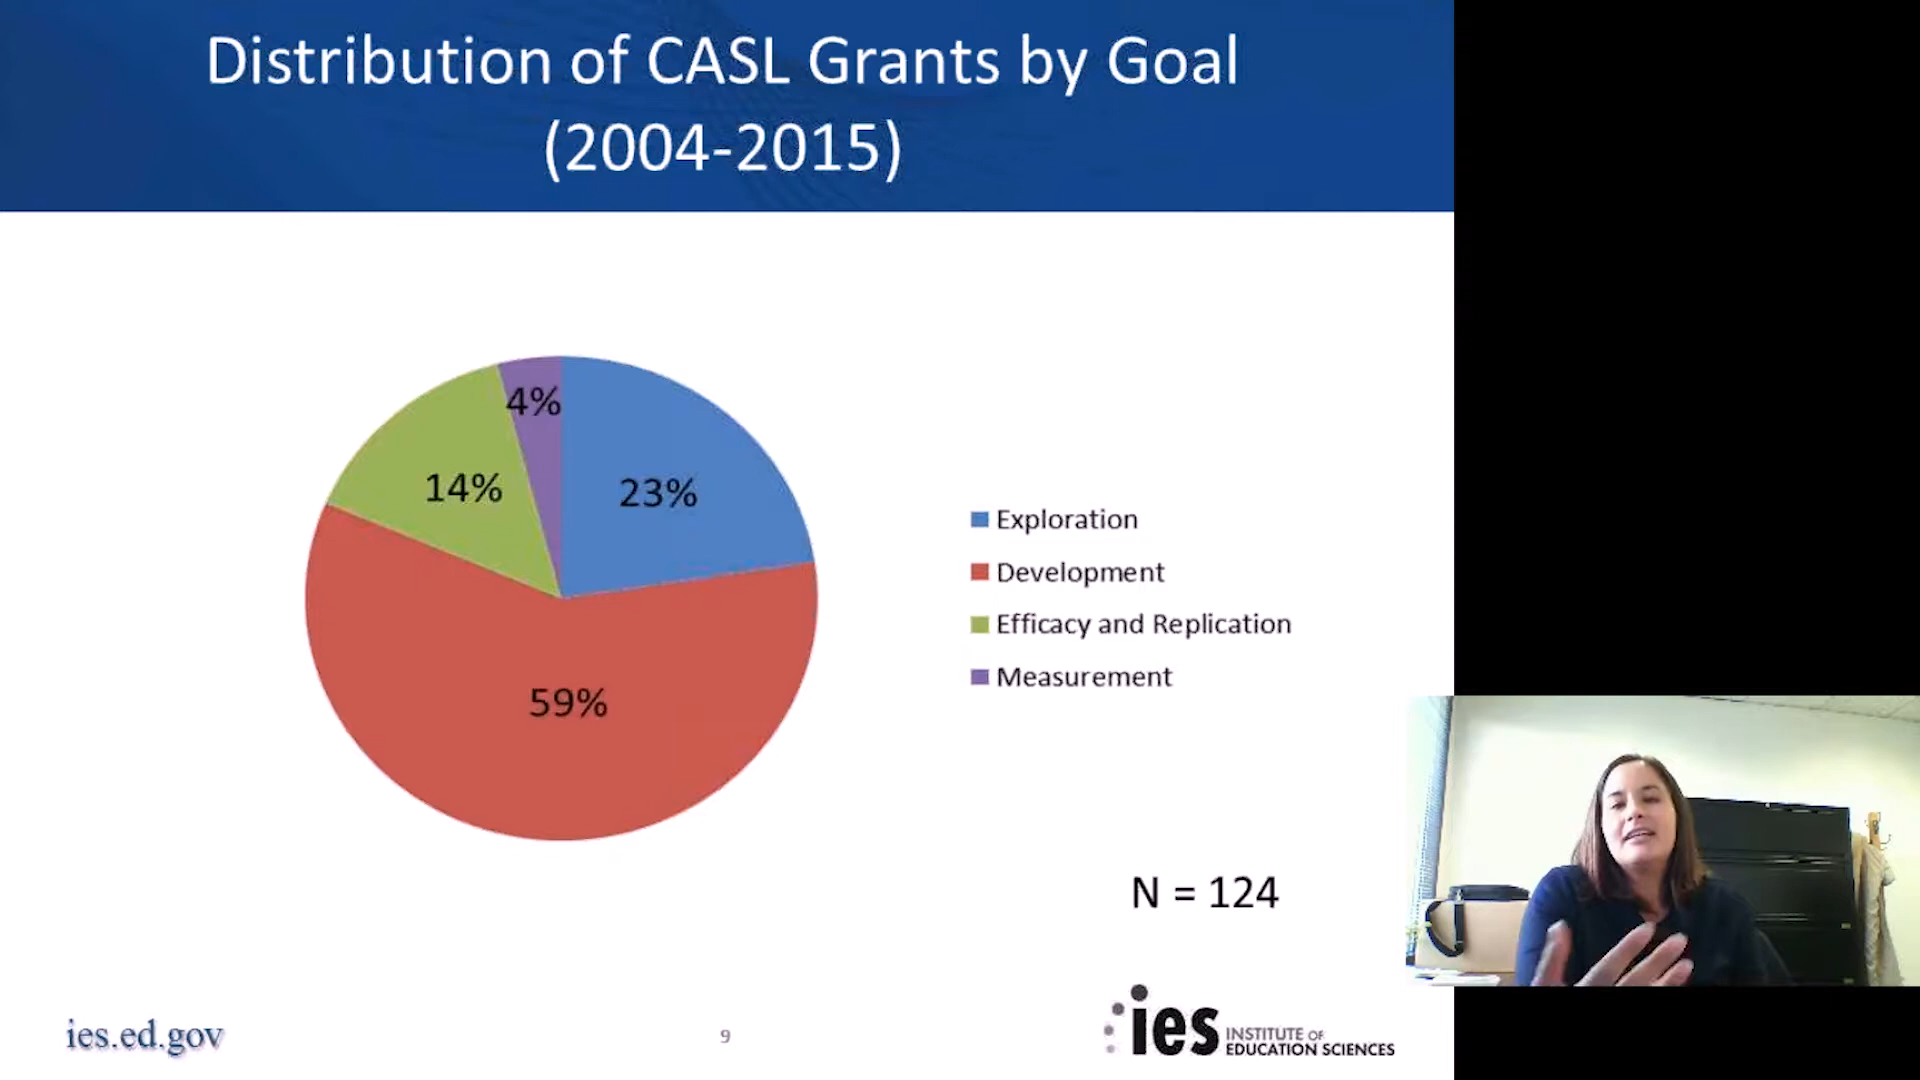 Distribution of CASL Grants by Goal
(2004-2015)
4%
14%
23%
59%
Exploration
Development
Efficacy and Replication
Measurement
N = 124
ies.ed.gov
9
ies INSTITUTE OF
EDUCATION SCIENCES